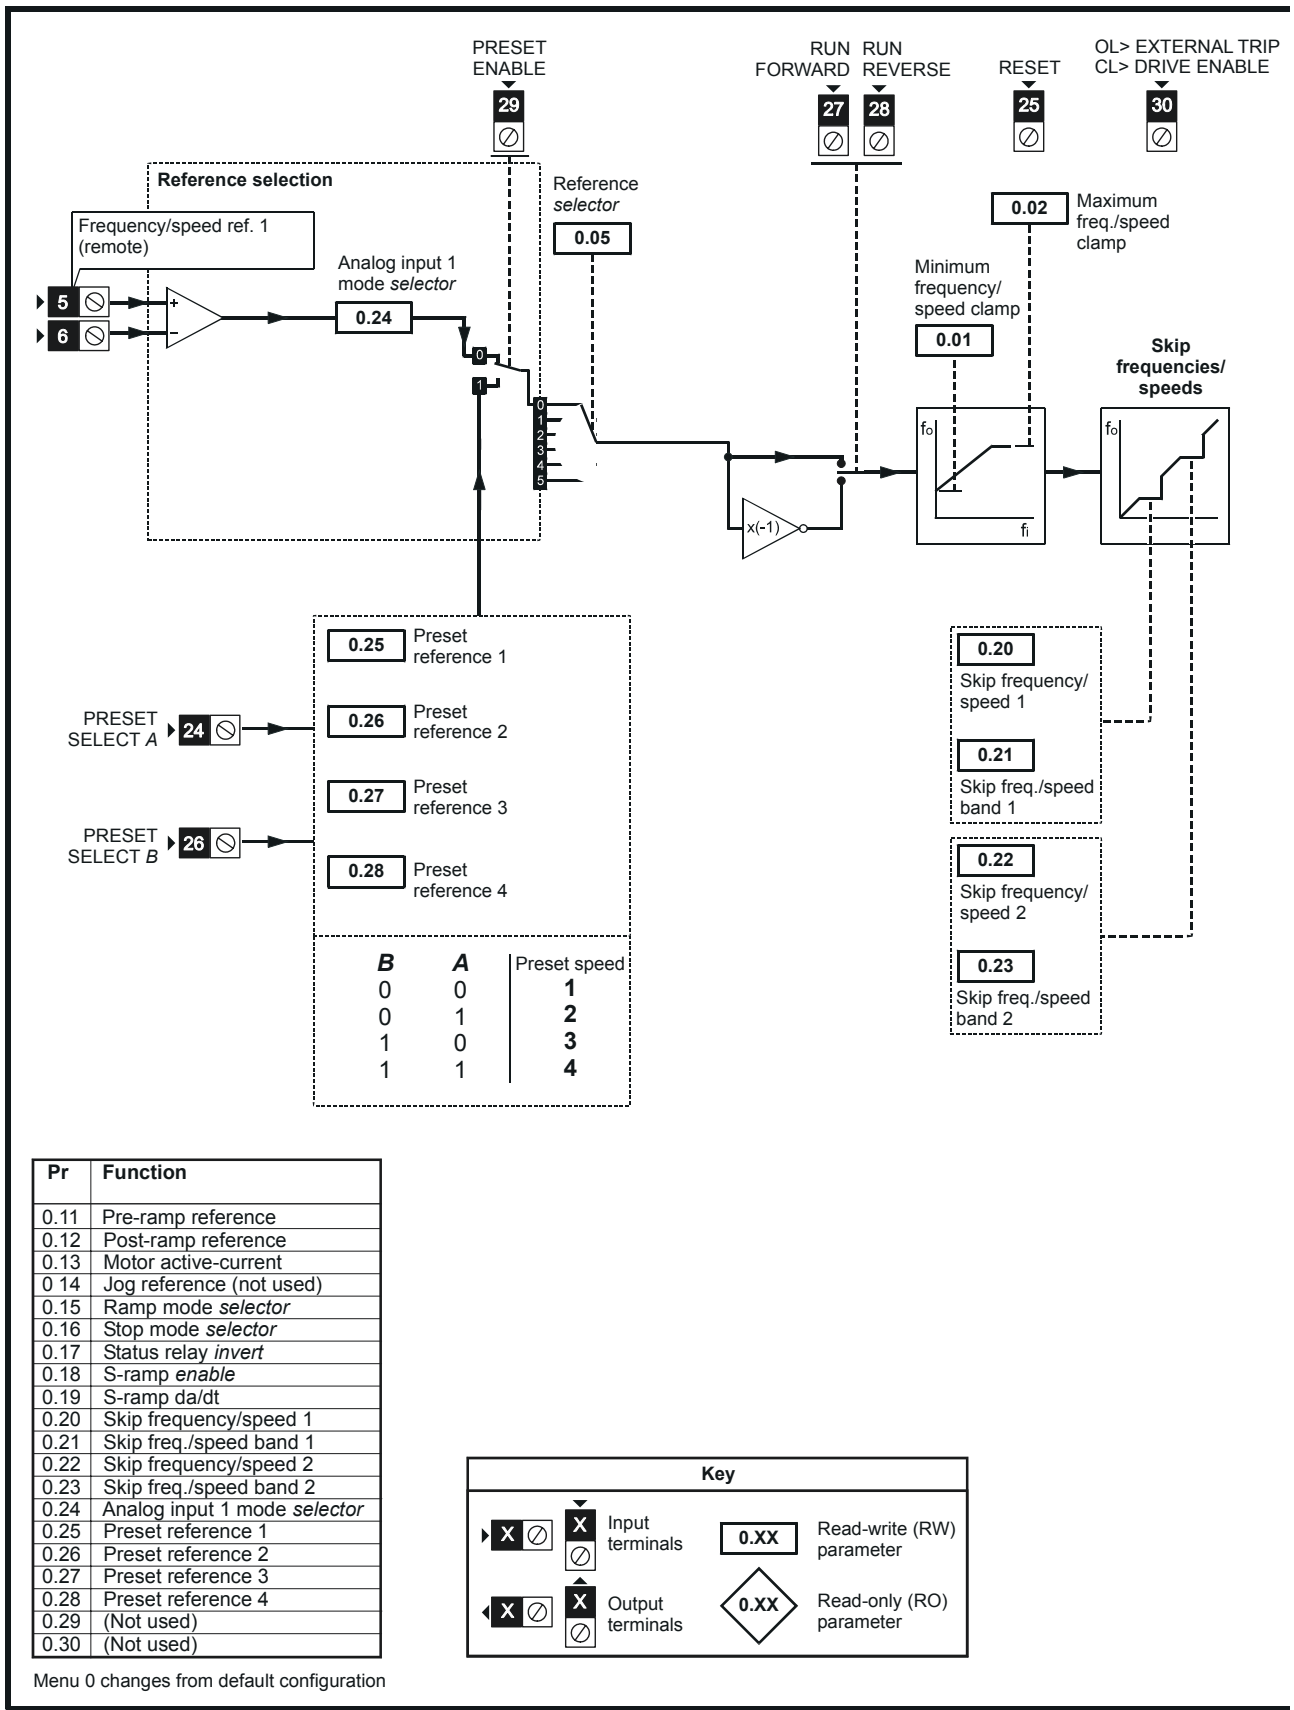 PRESET
ENABLE
29
RUN
FORWARD
RUN
REVERSE
27
28
RESET
25
OL> EXTERNAL TRIP
CL> DRIVE ENABLE
30
Reference selection
Frequency/speed ref. 1
(remote)
5
6
+
−
Analog input 1
mode selector
0.24
0
1
Reference
selector
0.05
0
1
2
3
4
5
x(-1)
Minimum
frequency/
speed clamp
0.01
0.02
Maximum
freq./speed
clamp
fo
fi
Skip
frequencies/
speeds
fo
0.25
Preset
reference 1
0.26
Preset
reference 2
0.27
Preset
reference 3
0.28
Preset
reference 4
PRESET
SELECT A
24
PRESET
SELECT B
26
B A Preset speed
0 0 1
0 1 2
1 0 3
1 1 4
0.20
Skip frequency/
speed 1
0.21
Skip freq./speed
band 1
0.22
Skip frequency/
speed 2
0.23
Skip freq./speed
band 2
Pr Function
0.11 Pre-ramp reference
0.12 Post-ramp reference
0.13 Motor active-current
0 14 Jog reference (not used)
0.15 Ramp mode selector
0.16 Stop mode selector
0.17 Status relay invert
0.18 S-ramp enable
0.19 S-ramp da/dt
0.20 Skip frequency/speed 1
0.21 Skip freq./speed band 1
0.22 Skip frequency/speed 2
0.23 Skip freq./speed band 2
0.24 Analog input 1 mode selector
0.25 Preset reference 1
0.26 Preset reference 2
0.27 Preset reference 3
0.28 Preset reference 4
0.29 (Not used)
0.30 (Not used)
Menu 0 changes from default configuration
Key
X
X
Input
terminals
0.XX
Read-write (RW)
parameter
X
X
Output
terminals
0.XX
Read-only (RO)
parameter